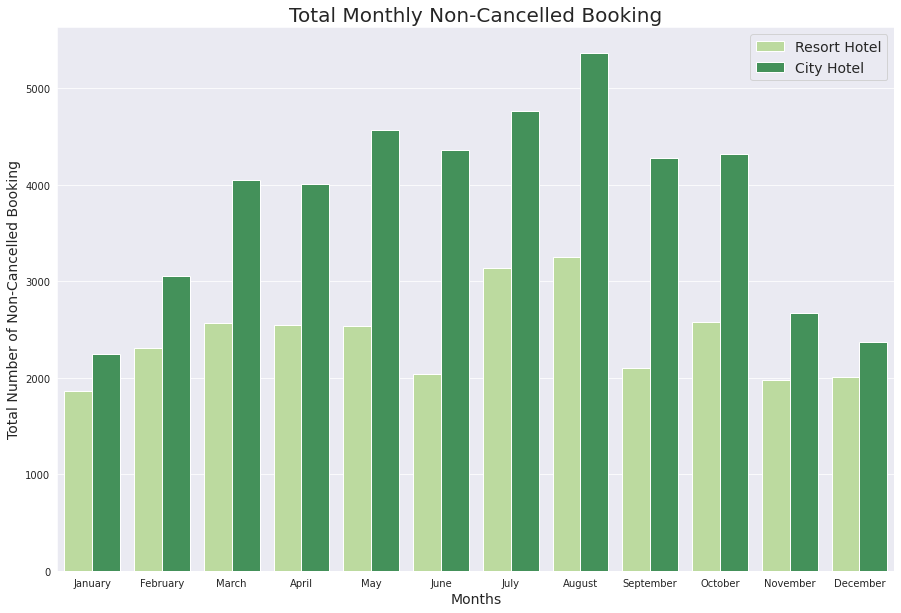 Total Monthly Non-Cancelled Booking
Resort Hotel
City Hotel
Total Number of Non-Cancelled Booking
5000
4000
3000
2000
1000
0
January February March April May June July August September October November December
Months